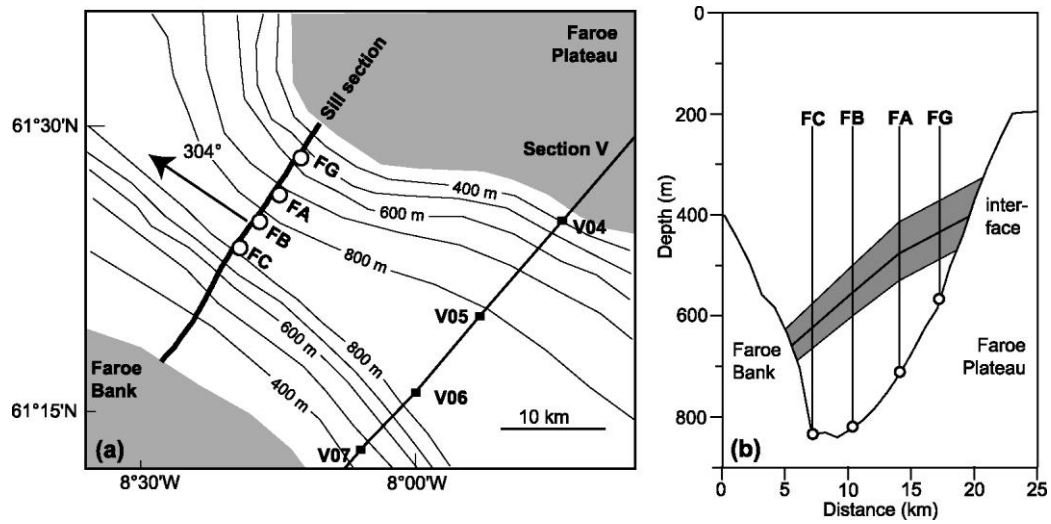 Faroe
Plateau
Sill section
61°30'N
304°
FG
FA
FB
FC
Section V
400 m
600 m
800 m
V04
V05
V06
V07
800 m
600 m
400 m
Faroe
Bank
61°15'N
10 km
(a)
8°30'W
8°00'W
0
200
400
600
800
Depth (m)
FC
FB
FA
FG
inter-
face
Faroe
Bank
Faroe
Plateau
(b)
0
5
10
15
20
25
Distance (km)